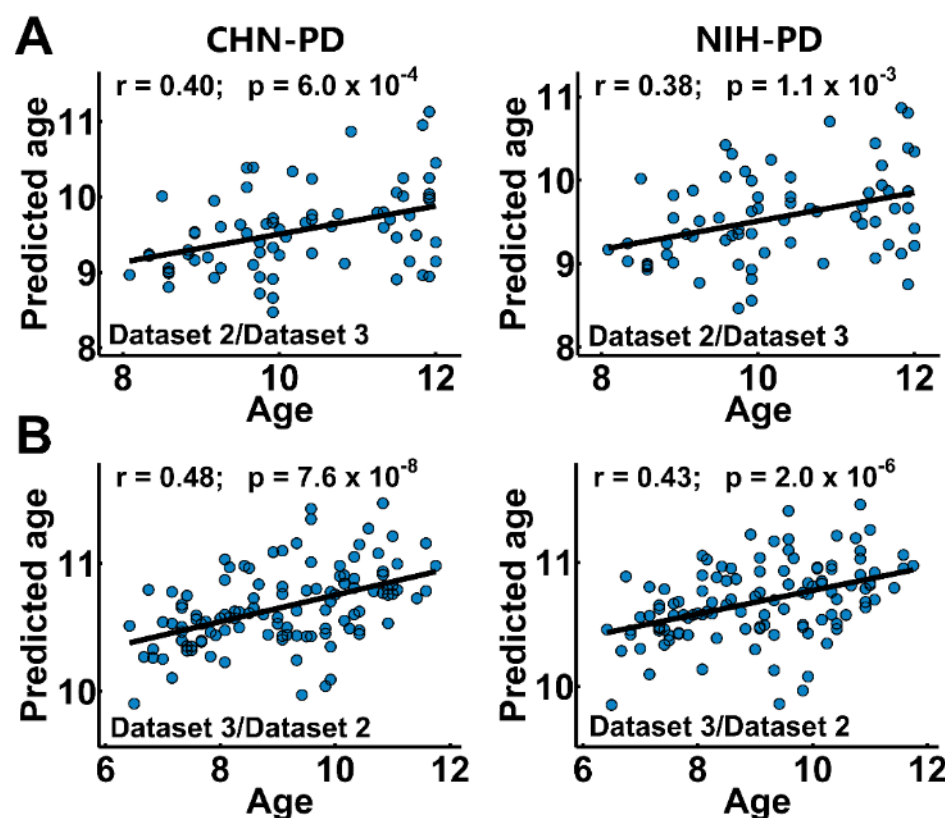 A
CHN-PD
NIH-PD
r = 0.40; p = 6.0 x 10⁻⁴
r = 0.38; p = 1.1 x 10⁻³
Predicted age
11
10
9
8
Dataset 2/Dataset 3
8 10 12
Age
Predicted age
11
10
9
8
Dataset 2/Dataset 3
8 10 12
Age
B
r = 0.48; p = 7.6 x 10⁻⁸
r = 0.43; p = 2.0 x 10⁻⁶
Predicted age
11
10
Dataset 3/Dataset 2
6 8 10 12
Age
Predicted age
11
10
Dataset 3/Dataset 2
6 8 10 12
Age